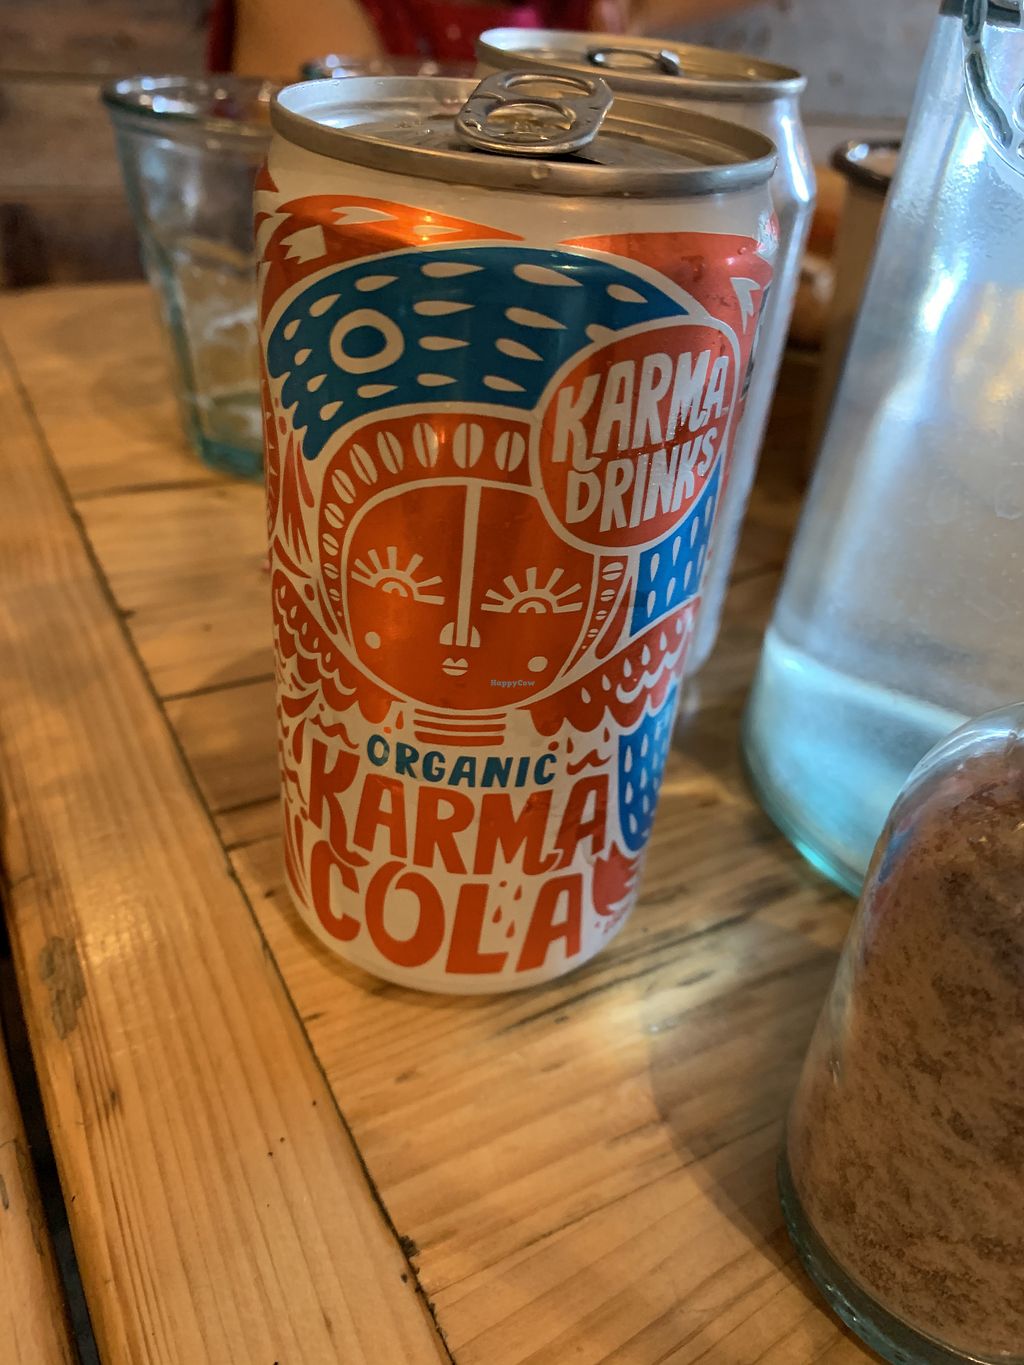 KARMA
DRINKS
HappyCow
ORGANIC
KARMA
COLA